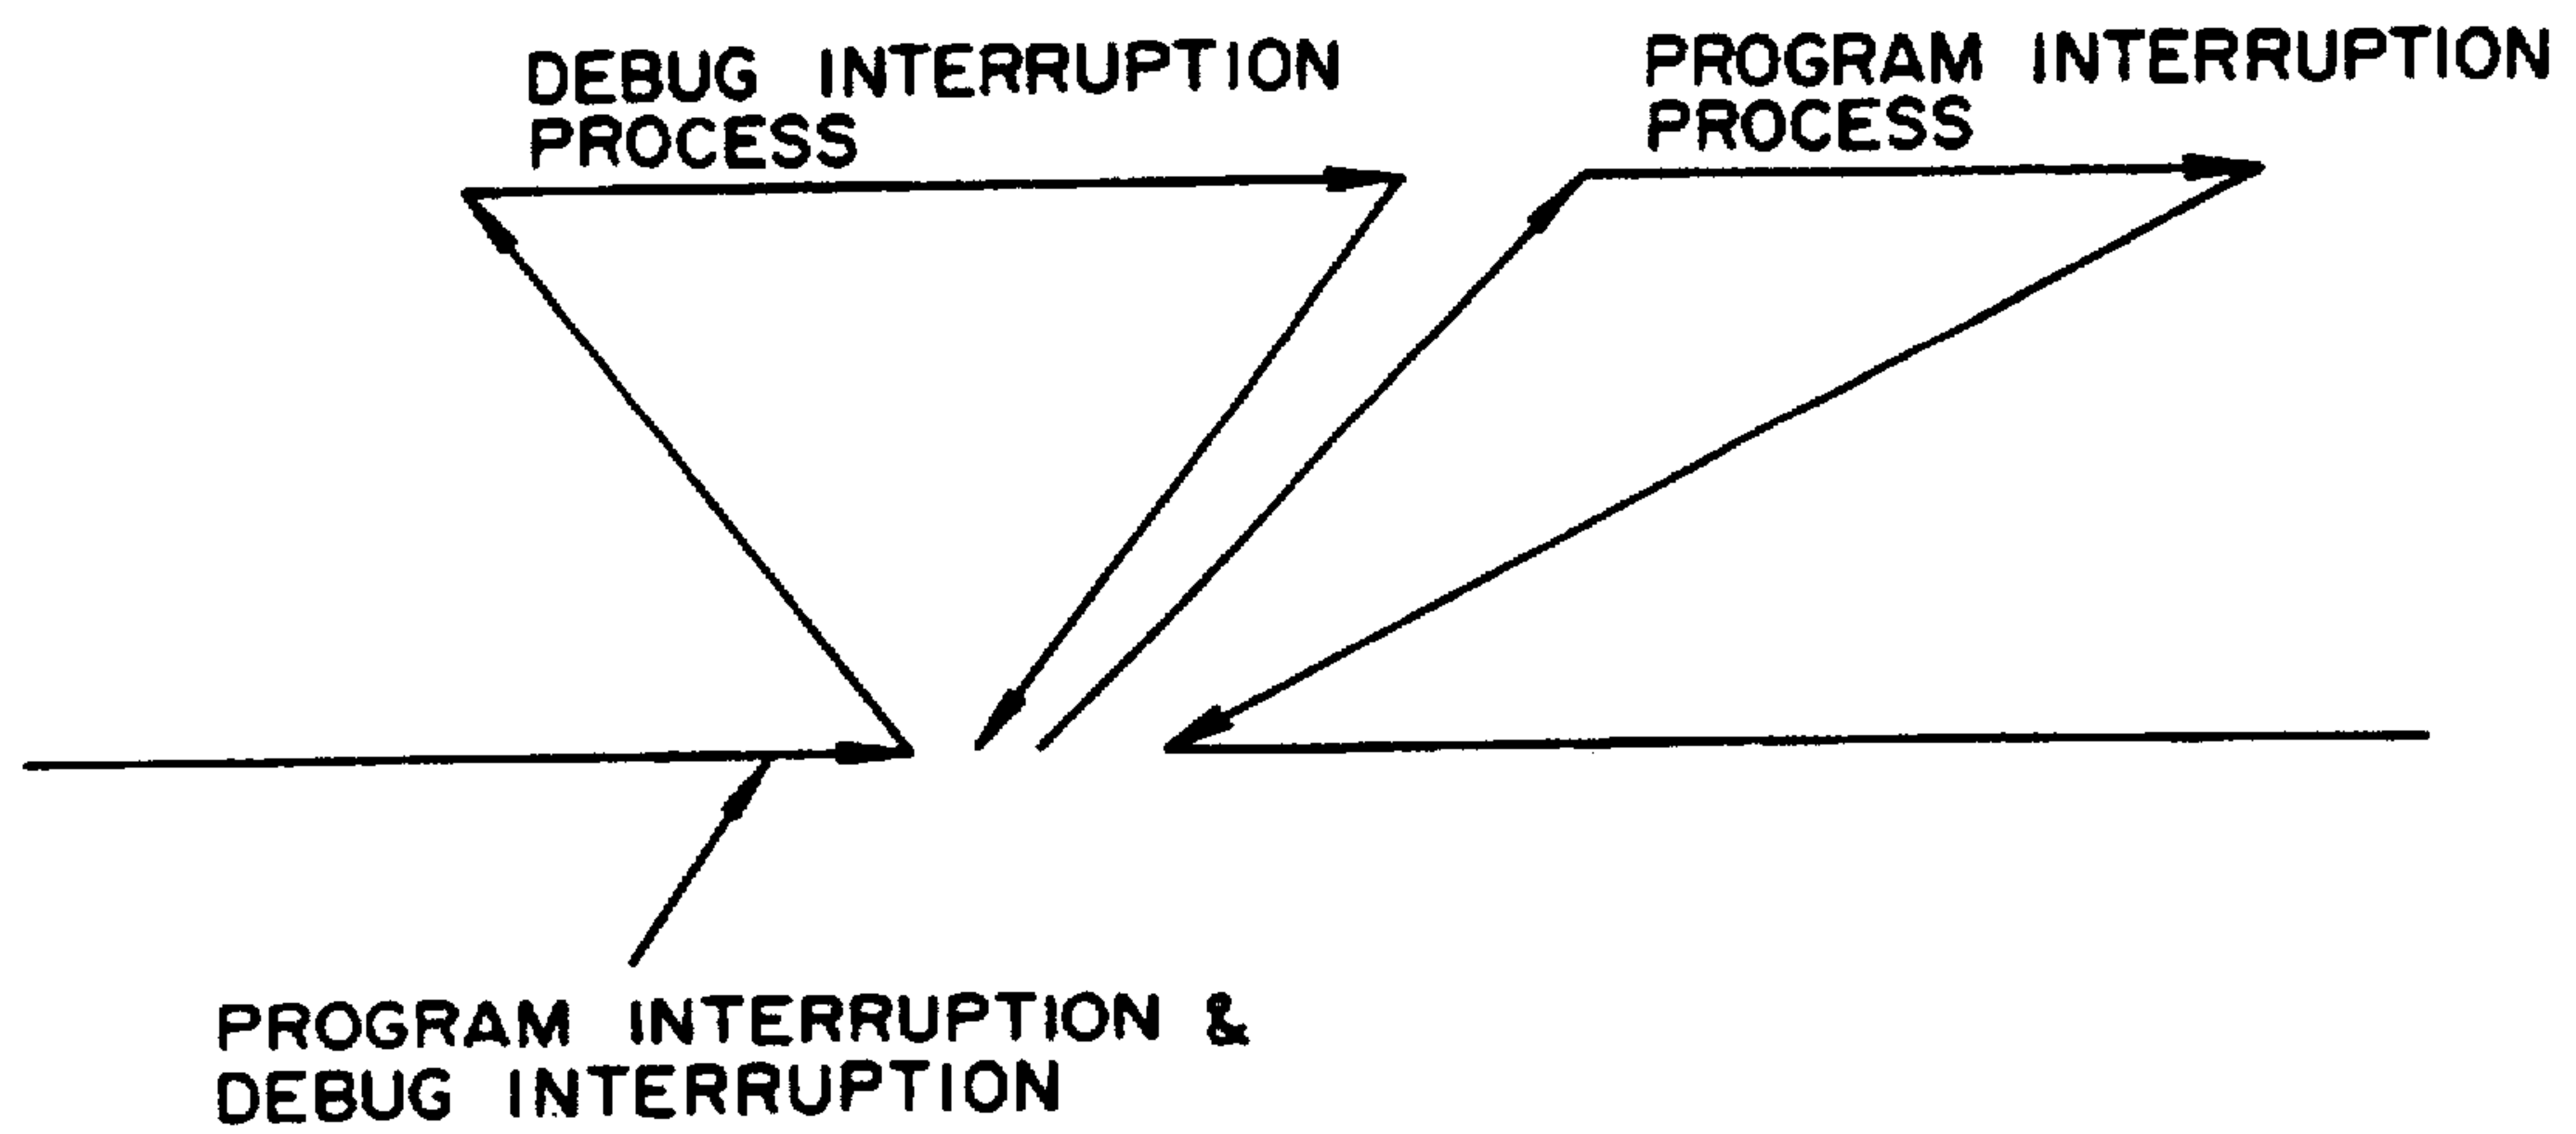 DEBUG INTERRUPTION
PROCESS
PROGRAM INTERRUPTION
PROCESS
PROGRAM INTERRUPTION &
DEBUG INTERRUPTION